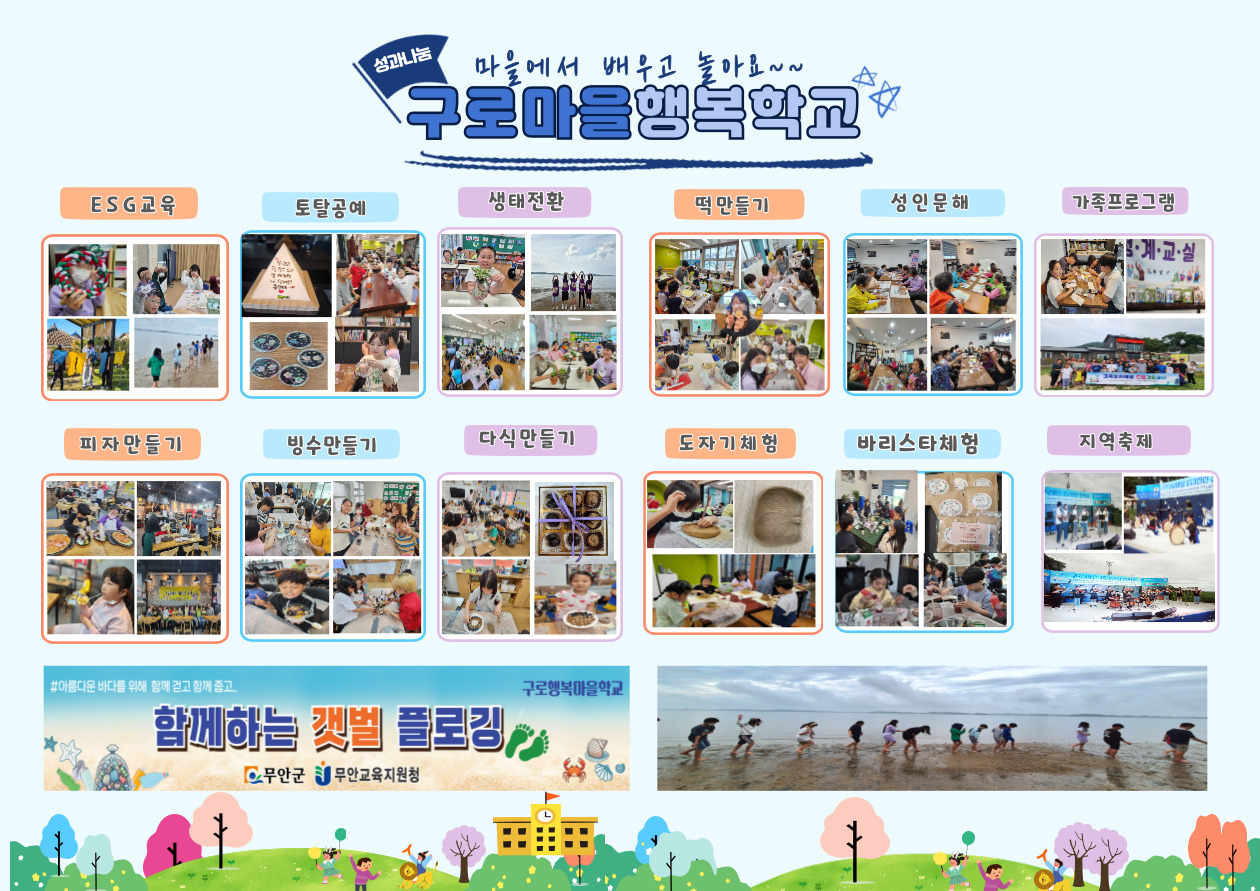 성과나눔
마을에서 배우고 놀아요~~
구로마을행복학교
ESG교육
토탈공예
생태전환
떡만들기
성인문해
가족프로그램
계·교·실
피자만들기
빙수만들기
다식만들기
도자기체험
바리스타체험
지역축제
#아름다운 바다를 위해 함께 걷고 함께 줍고...
구로행복마을학교
함께하는 갯벌 플로깅
무안군 무안교육지원청